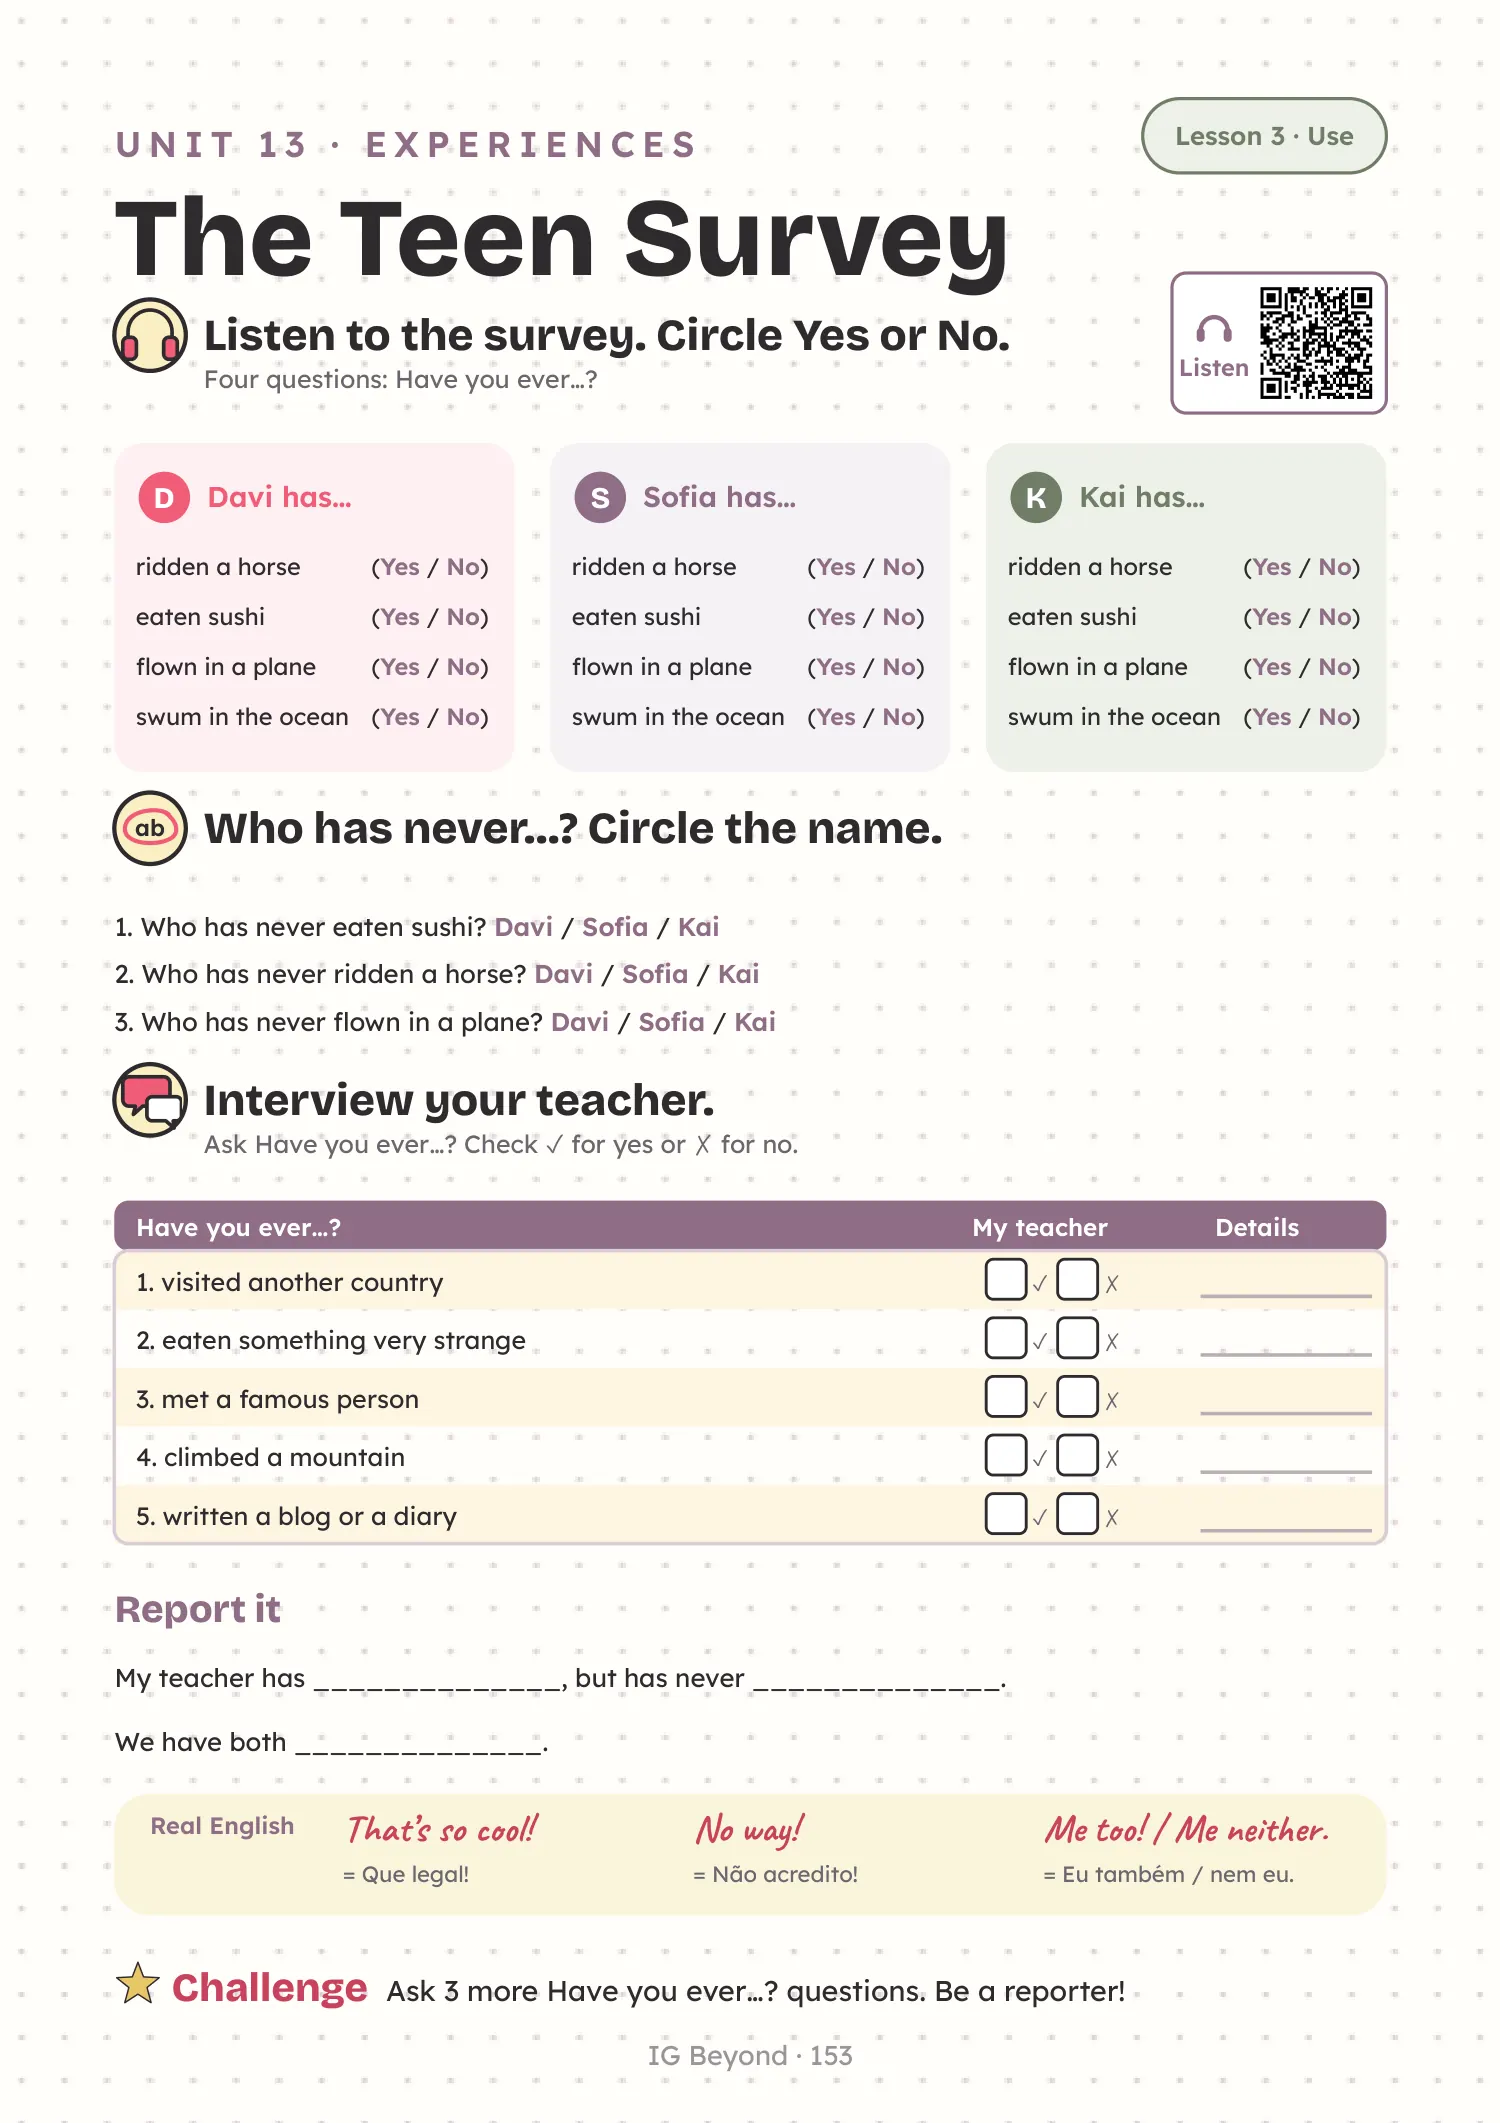 UNIT 13 · EXPERIENCES
Lesson 3 · Use
The Teen Survey
Listen to the survey. Circle Yes or No.
Four questions: Have you ever...?
Listen
D Davi has...
ridden a horse (Yes / No)
eaten sushi (Yes / No)
flown in a plane (Yes / No)
swum in the ocean (Yes / No)
S Sofia has...
ridden a horse (Yes / No)
eaten sushi (Yes / No)
flown in a plane (Yes / No)
swum in the ocean (Yes / No)
K Kai has...
ridden a horse (Yes / No)
eaten sushi (Yes / No)
flown in a plane (Yes / No)
swum in the ocean (Yes / No)
ab Who has never...? Circle the name.
1. Who has never eaten sushi? Davi / Sofia / Kai
2. Who has never ridden a horse? Davi / Sofia / Kai
3. Who has never flown in a plane? Davi / Sofia / Kai
Interview your teacher.
Ask Have you ever...? Check ✓ for yes or ✗ for no.
Have you ever...? My teacher Details
1. visited another country ✓ ✗
2. eaten something very strange ✓ ✗
3. met a famous person ✓ ✗
4. climbed a mountain ✓ ✗
5. written a blog or a diary ✓ ✗
Report it
My teacher has ______________, but has never ______________.
We have both ______________.
Real English That's so cool! No way! Me too! / Me neither.
= Que legal! = Não acredito! = Eu também / nem eu.
Challenge Ask 3 more Have you ever...? questions. Be a reporter!
IG Beyond · 153